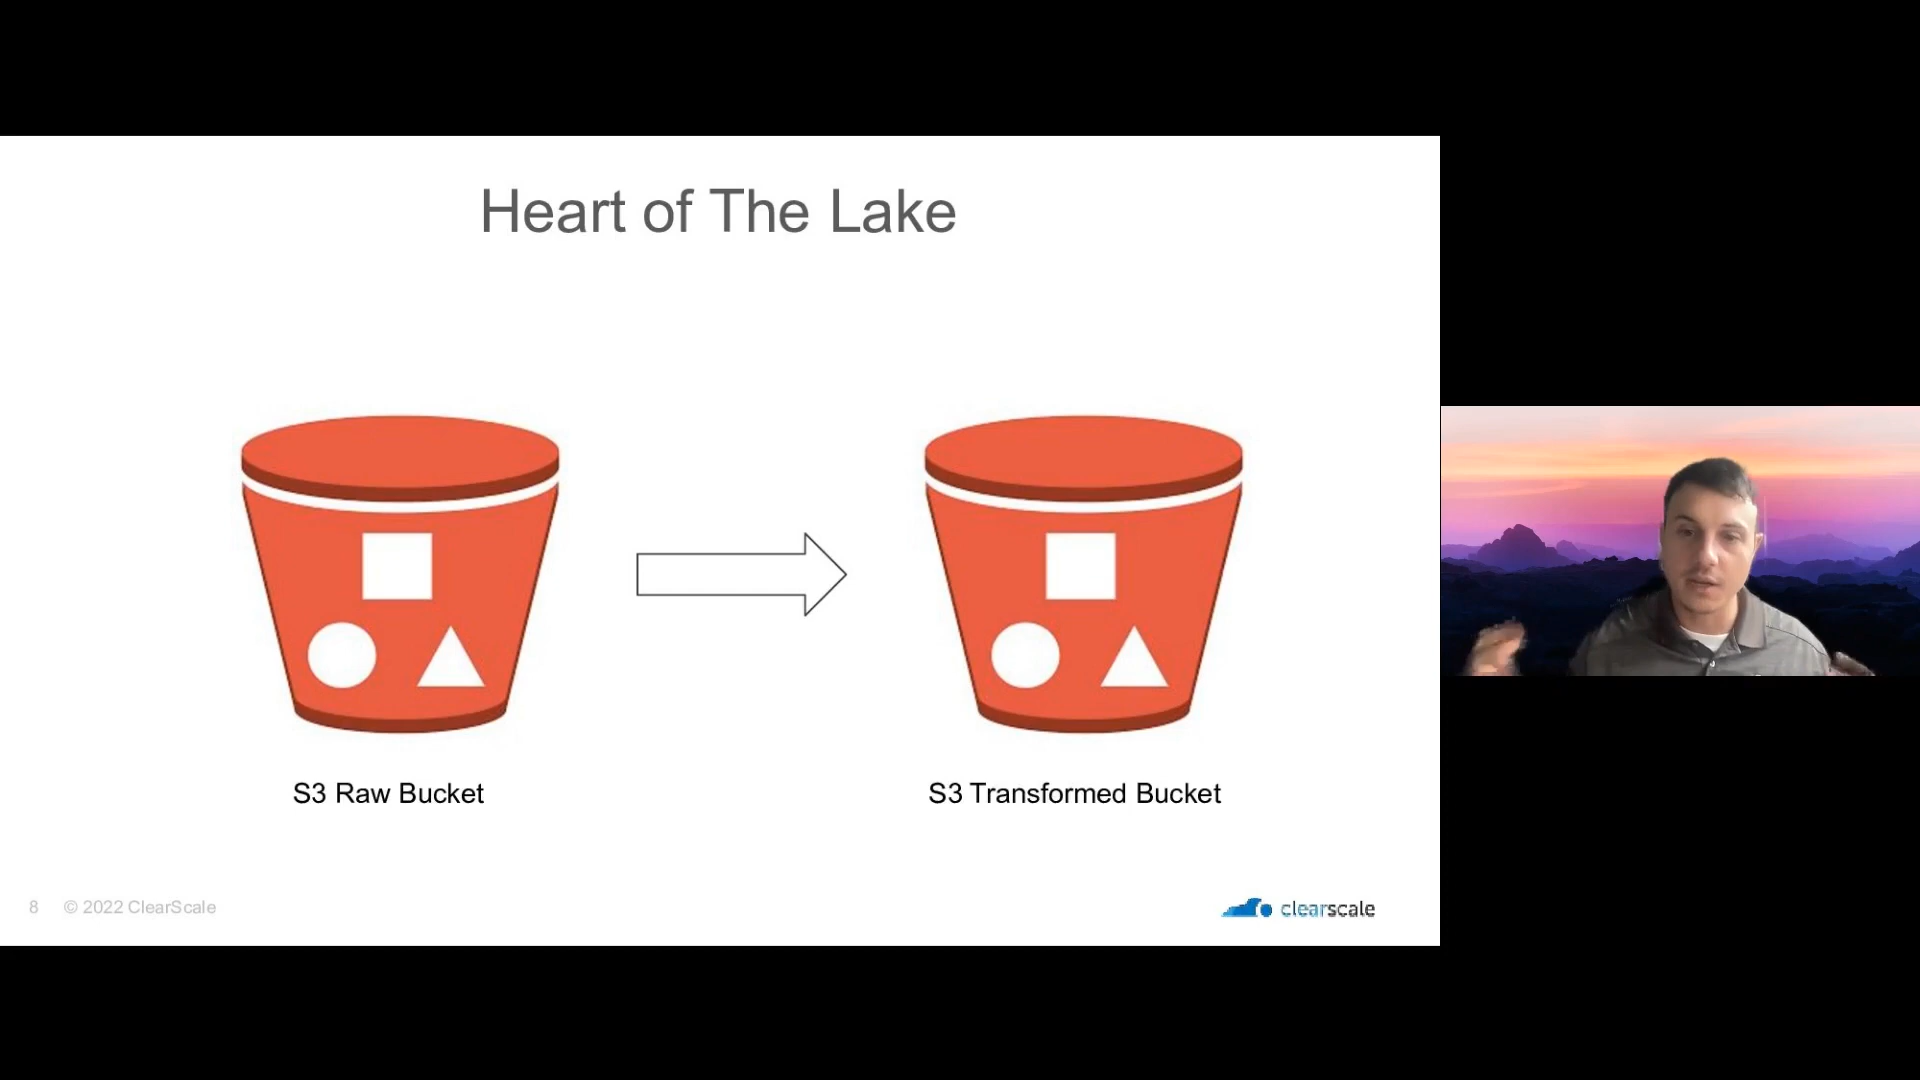 Heart of The Lake
S3 Raw Bucket
S3 Transformed Bucket
8 © 2022 ClearScale
clearscale